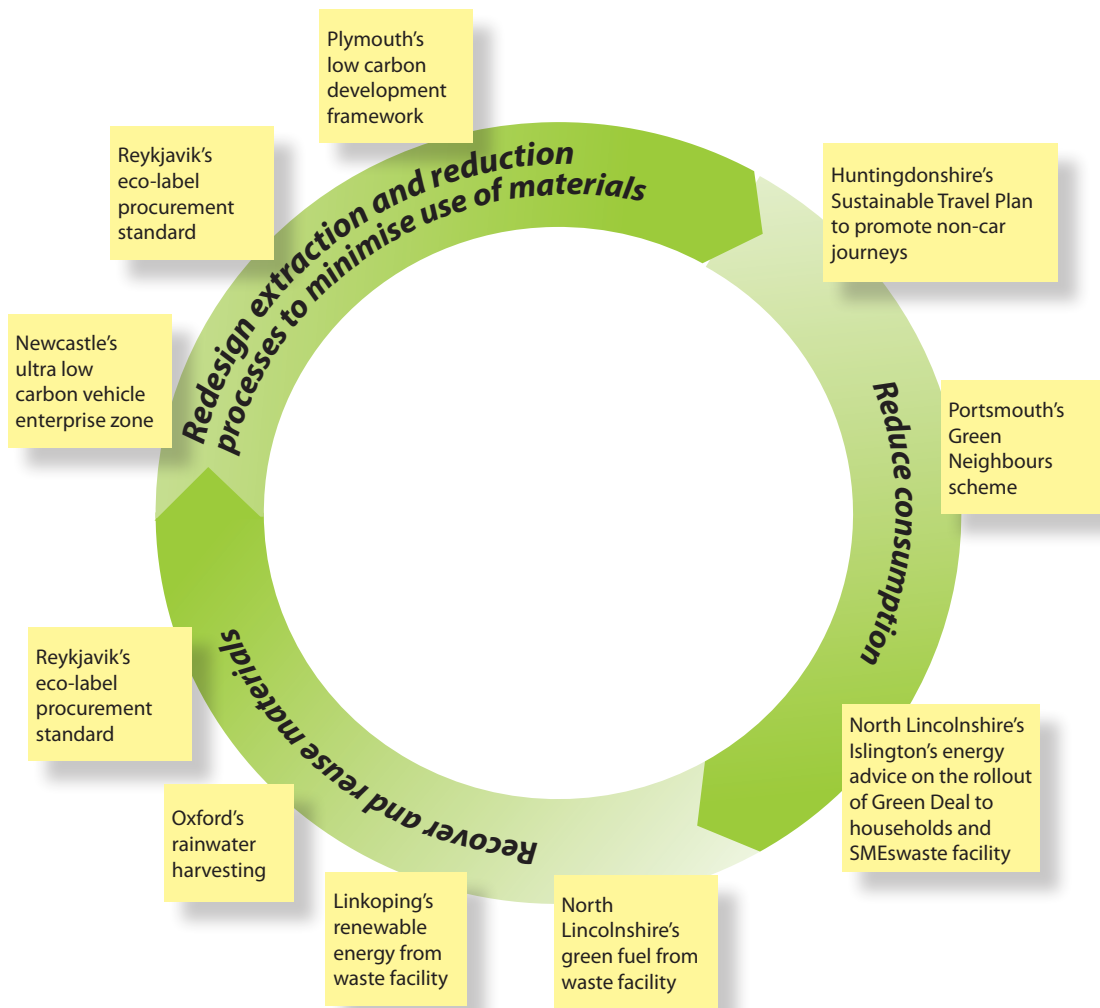 Plymouth’s
low carbon
development
framework
Reykjavik’s
eco-label
procurement
standard
Newcastle’s
ultra low
carbon vehicle
enterprise zone
Redesign extraction and reduction
processes to minimise use of materials
Huntingdonshire’s
Sustainable Travel Plan
to promote non-car
journeys
Reduce consumption
Portsmouth’s
Green
Neighbours
scheme
North Lincolnshire’s
Islington’s energy
advice on the rollout
of Green Deal to
households and
SMEswaste facility
Recover and reuse materials
North
Lincolnshire’s
green fuel from
waste facility
Linkoping’s
renewable
energy from
waste facility
Oxford’s
rainwater
harvesting
Reykjavik’s
eco-label
procurement
standard